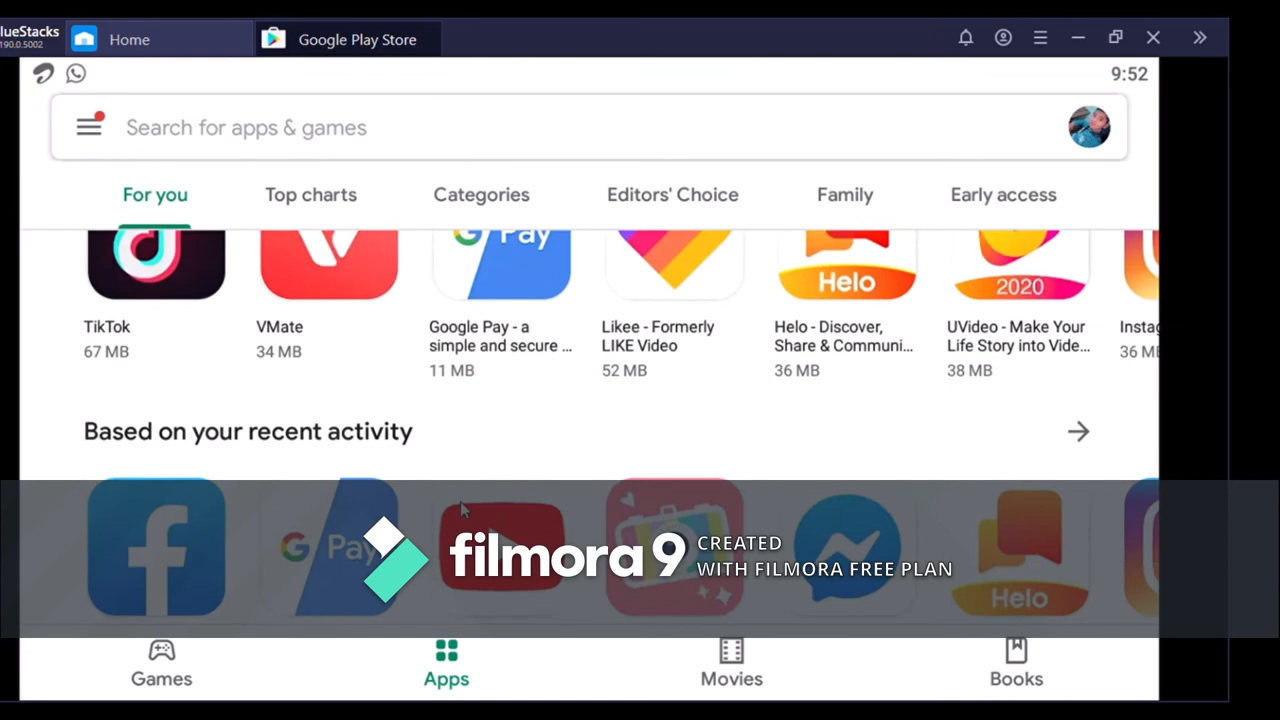 lueStacks
190.0.5002
Home
Google Play Store
9:52
Search for apps & games
For you
Top charts
Categories
Editors' Choice
Family
Early access
Pay
Helo
2020
TikTok
67 MB
VMate
34 MB
Google Pay - a
simple and secure ...
11 MB
Likee - Formerly
LIKE Video
52 MB
Helo - Discover,
Share & Communi...
36 MB
UVideo - Make Your
Life Story into Vide...
38 MB
Instag
36 MB
Based on your recent activity
G Pay
Helo
filmora 9
CREATED
WITH FILMORA FREE PLAN
Games
Apps
Movies
Books